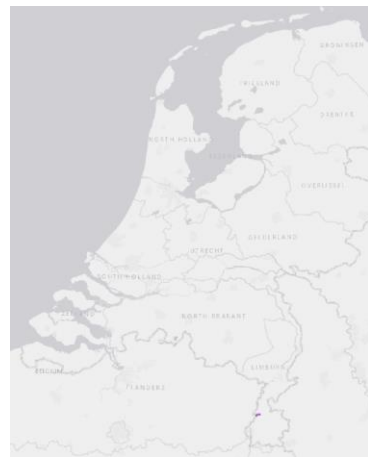 GRONINGEN
FRIESLAND
DRENTHE
NORTH HOLLAND
FLEVOLAND
OVERIJSSEL
GELDERLAND
UTRECHT
SOUTH HOLLAND
ZEELAND
NORTH BRABANT
LIMBURG
FLANDERS